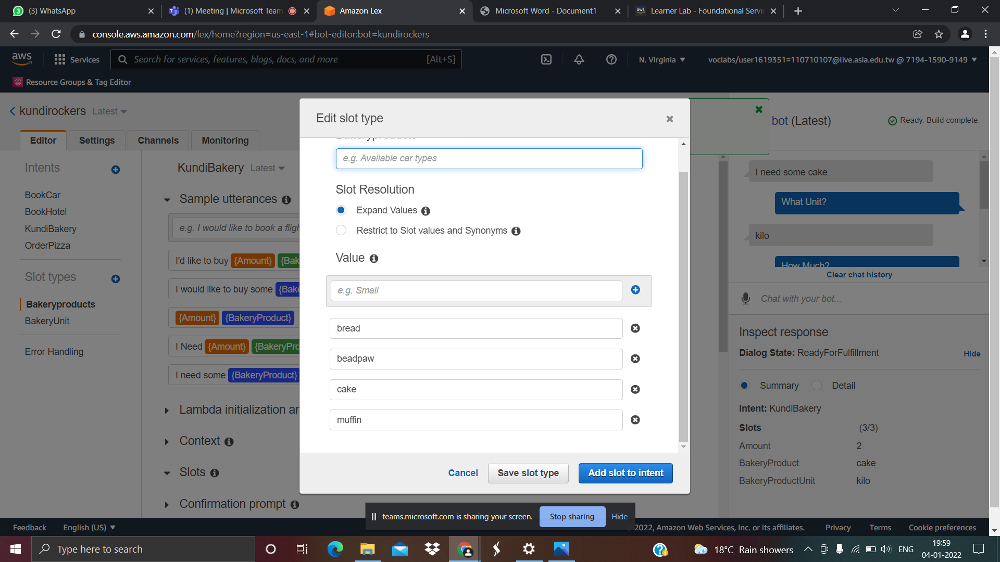 (3) WhatsApp
(1) Meeting | Microsoft Team
Amazon Lex
Microsoft Word - Document1
Learner Lab - Foundational Servic
console.aws.amazon.com/lex/home?region=us-east-1#bot-editor:bot=kundirockers
aws
Services
Search for services, features, blogs, docs, and more [Alt+S]
N. Virginia
voclabs/user1619351=110710107@live.asia.edu.tw @ 7194-1590-9149
Resource Groups & Tag Editor
kundirockers Latest
Editor
Settings
Channels
Monitoring
Intents
BookCar
BookHotel
KundiBakery
OrderPizza
Slot types
Bakeryproducts
BakeryUnit
Error Handling
KundiBakery Latest
Sample utterances
e.g. I would like to book a fligh
I'd like to buy {Amount} {Bak
I would like to buy some {Bake
{Amount} {BakeryProduct}
I Need {Amount} {BakeryPro
I need some {BakeryProduct}
Lambda initialization an
Context
Slots
Confirmation prompt
Edit slot type
Bakeryproducts
e.g. Available car types
Slot Resolution
Expand Values
Restrict to Slot values and Synonyms
Value
e.g. Small
bread
beadpaw
cake
muffin
Cancel
Save slot type
Add slot to intent
bot (Latest)
Ready. Build complete.
I need some cake
What Unit?
kilo
How Much?
Clear chat history
Chat with your bot...
Inspect response
Dialog State: ReadyForFulfillment
Hide
Summary
Detail
Intent: KundiBakery
Slots (3/3)
Amount 2
BakeryProduct cake
BakeryProductUnit kilo
teams.microsoft.com is sharing your screen.
Stop sharing
Hide
Feedback
English (US)
2022, Amazon Web Services, Inc. or its affiliates.
Privacy
Terms
Cookie preferences
Type here to search
18°C Rain showers
ENG
19:59
04-01-2022